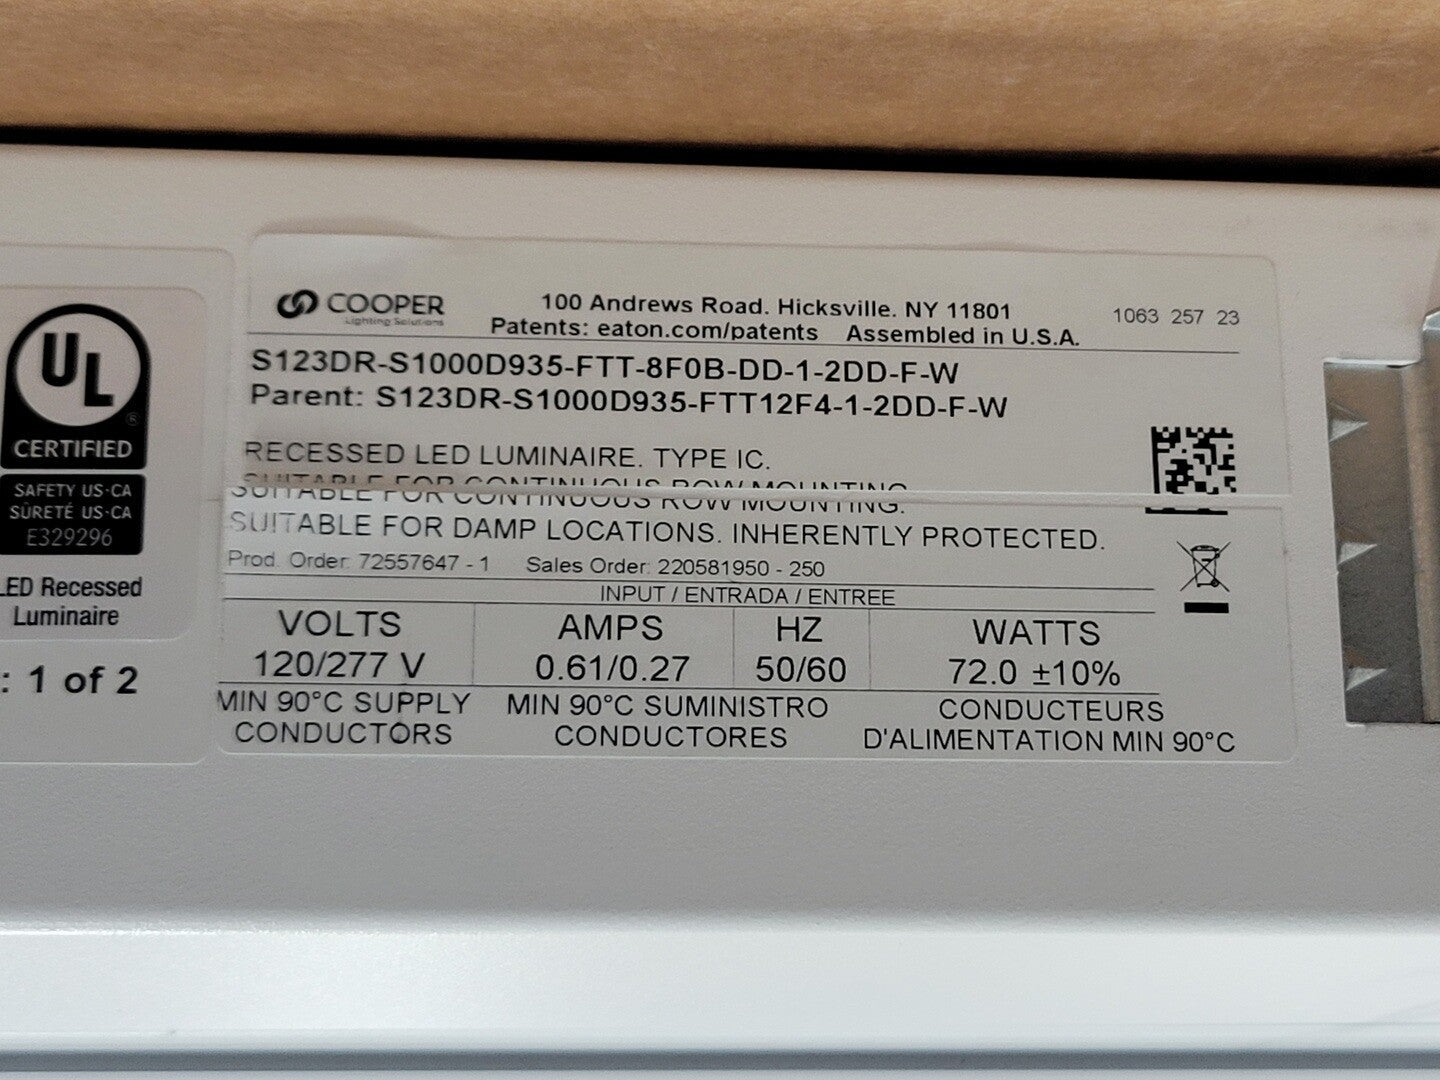 UL
®
CERTIFIED
SAFETY US·CA
SÛRETÉ US·CA
E329296
LED Recessed
Luminaire
: 1 of 2
COOPER
Lighting Solutions
100 Andrews Road. Hicksville. NY 11801
Patents: eaton.com/patents Assembled in U.S.A.
1063 257 23
S123DR-S1000D935-FTT-8F0B-DD-1-2DD-F-W
Parent: S123DR-S1000D935-FTT12F4-1-2DD-F-W
RECESSED LED LUMINAIRE. TYPE IC.
SUITABLE FOR CONTINUOUS ROW MOUNTING.
SUITABLE FOR DAMP LOCATIONS. INHERENTLY PROTECTED.
Prod. Order: 72557647 - 1 Sales Order: 220581950 - 250
INPUT / ENTRADA / ENTREE
VOLTS AMPS HZ WATTS
120/277 V 0.61/0.27 50/60 72.0 ±10%
MIN 90°C SUPPLY MIN 90°C SUMINISTRO CONDUCTEURS
CONDUCTORS CONDUCTORES D'ALIMENTATION MIN 90°C